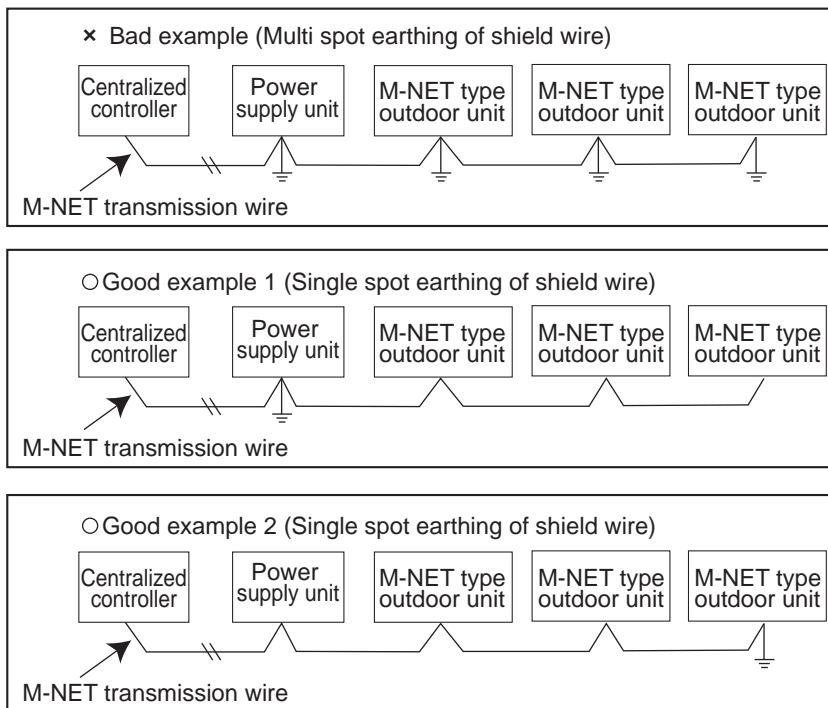 × Bad example (Multi spot earthing of shield wire)
Centralized controller
Power supply unit
M-NET type outdoor unit
M-NET type outdoor unit
M-NET type outdoor unit
M-NET transmission wire
○Good example 1 (Single spot earthing of shield wire)
Centralized controller
Power supply unit
M-NET type outdoor unit
M-NET type outdoor unit
M-NET type outdoor unit
M-NET transmission wire
○Good example 2 (Single spot earthing of shield wire)
Centralized controller
Power supply unit
M-NET type outdoor unit
M-NET type outdoor unit
M-NET type outdoor unit
M-NET transmission wire